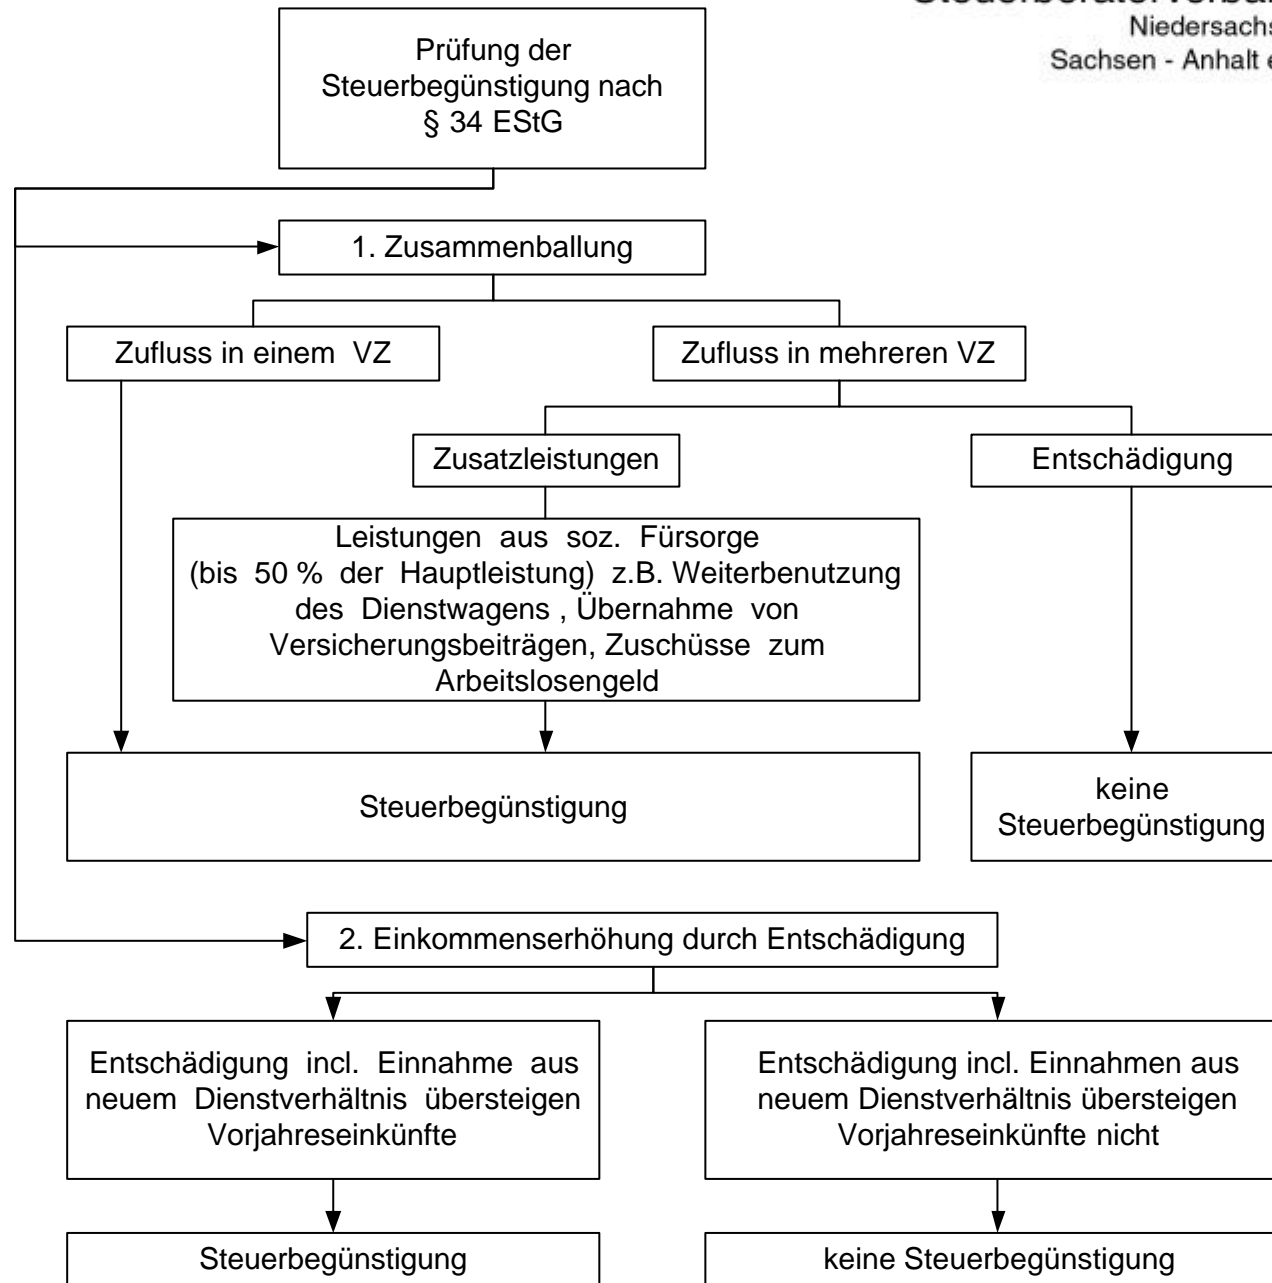 Niedersachs
Sachsen - Anhalt e
Prüfung der
Steuerbegünstigung nach
§ 34 EStG
1. Zusammenballung
Zufluss in einem VZ
Zufluss in mehreren VZ
Zusatzleistungen
Entschädigung
Leistungen aus soz. Fürsorge
(bis 50 % der Hauptleistung) z.B. Weiterbenutzung
des Dienstwagens , Übernahme von
Versicherungsbeiträgen, Zuschüsse zum
Arbeitslosengeld
Steuerbegünstigung
keine
Steuerbegünstigung
2. Einkommenserhöhung durch Entschädigung
Entschädigung incl. Einnahme aus
neuem Dienstverhältnis übersteigen
Vorjahreseinkünfte
Entschädigung incl. Einnahmen aus
neuem Dienstverhältnis übersteigen
Vorjahreseinkünfte nicht
Steuerbegünstigung
keine Steuerbegünstigung